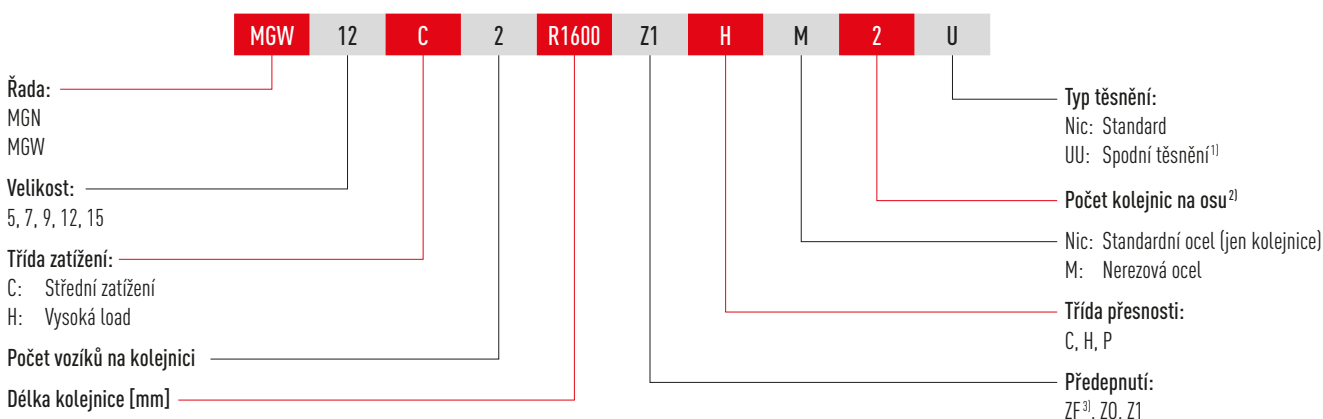 MGW 12 C 2 R1600 Z1 H M 2 U
Řada:
MGN
MGW
Velikost:
5, 7, 9, 12, 15
Třída zatížení:
C: Střední zatížení
H: Vysoká load
Počet vozíků na kolejnici
Délka kolejnice [mm]
Typ těsnění:
Nic: Standard
UU: Spodní těsnění¹⁾
Počet kolejnic na osu²⁾
Nic: Standardní ocel (jen kolejnice)
M: Nerezová ocel
Třída přesnosti:
C, H, P
Předepnutí:
ZF³⁾, Z0, Z1